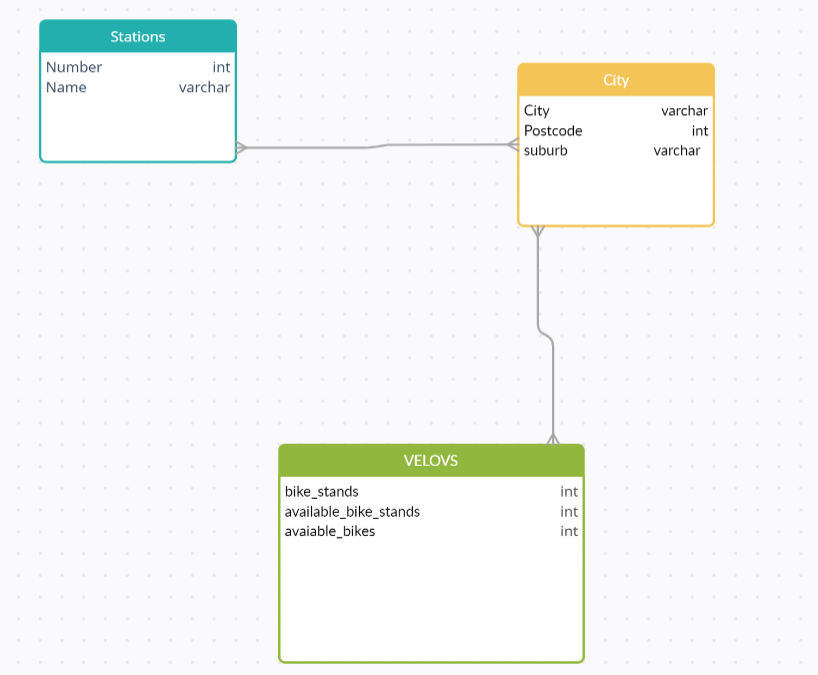 Stations
Number int
Name varchar
City
City varchar
Postcode int
suburb varchar
VELOVS
bike_stands int
available_bike_stands int
avaiable_bikes int